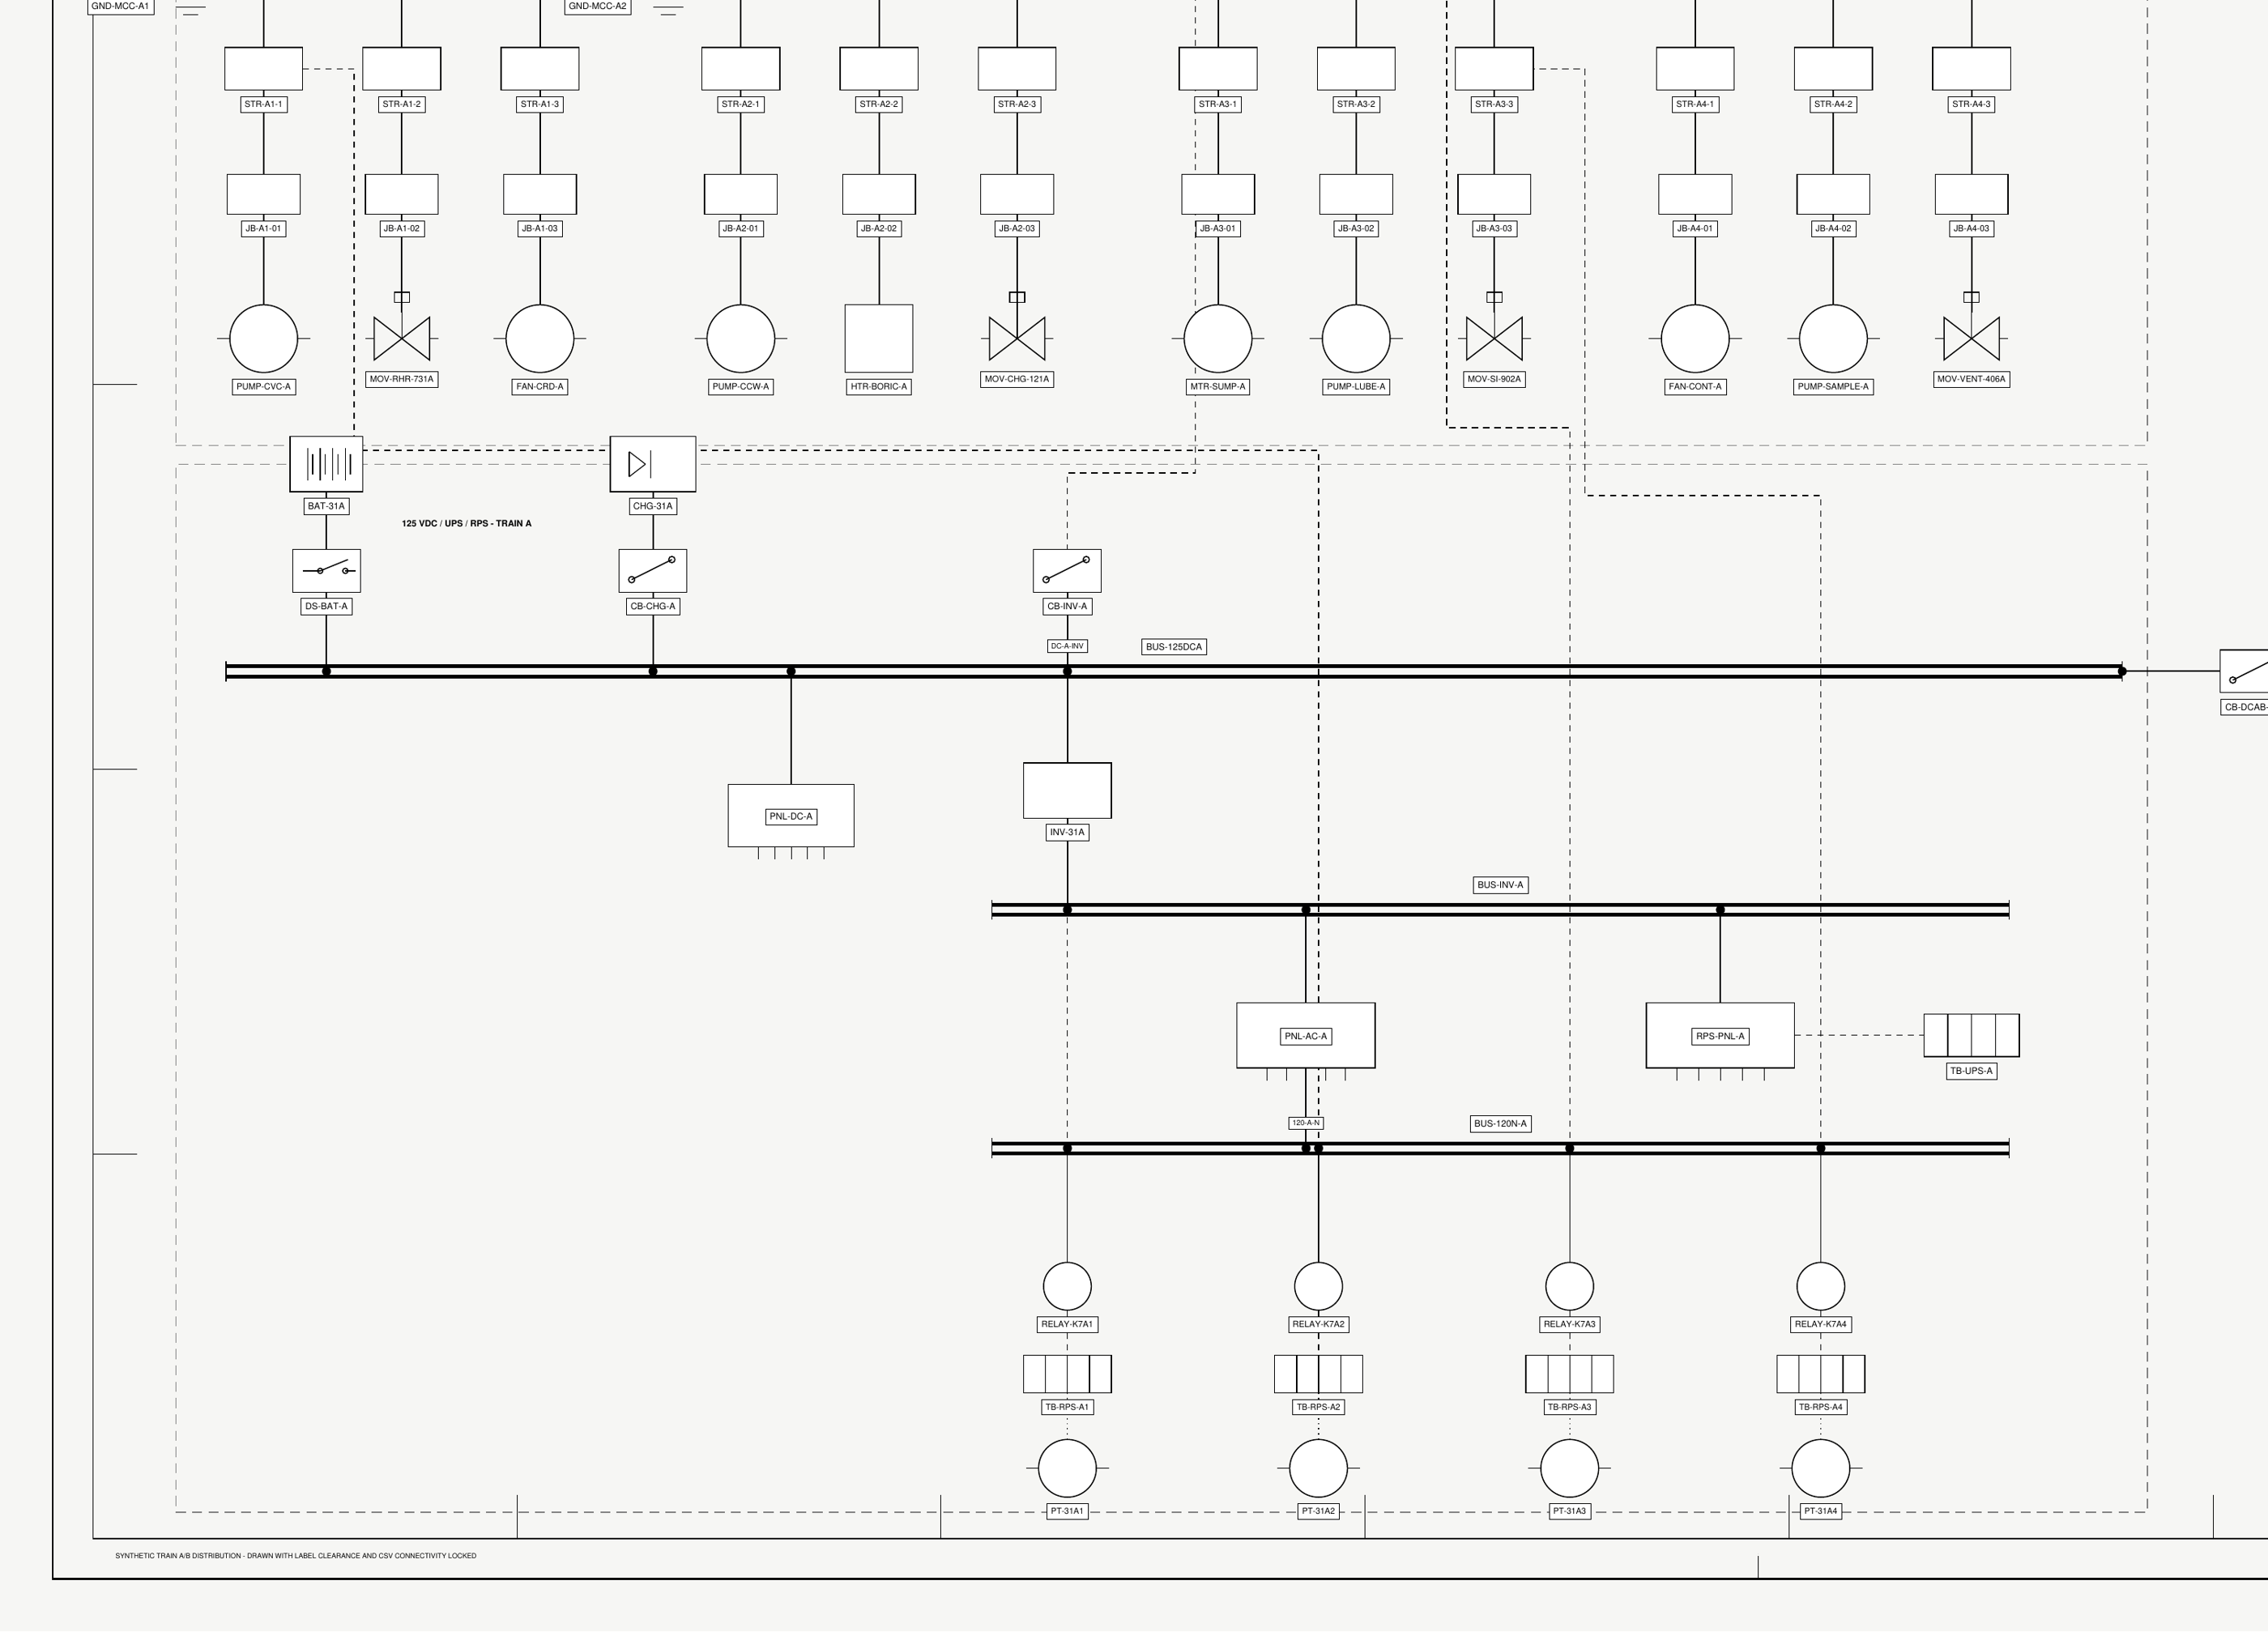 GND-MCC-A1
GND-MCC-A2
STR-A1-1
STR-A1-2
STR-A1-3
STR-A2-1
STR-A2-2
STR-A2-3
STR-A3-1
STR-A3-2
STR-A3-3
STR-A4-1
STR-A4-2
STR-A4-3
JB-A1-01
JB-A1-02
JB-A1-03
JB-A2-01
JB-A2-02
JB-A2-03
JB-A3-01
JB-A3-02
JB-A3-03
JB-A4-01
JB-A4-02
JB-A4-03
PUMP-CVC-A
MOV-RHR-731A
FAN-CRD-A
PUMP-CCW-A
HTR-BORIC-A
MOV-CHG-121A
MTR-SUMP-A
PUMP-LUBE-A
MOV-SI-902A
FAN-CONT-A
PUMP-SAMPLE-A
MOV-VENT-406A
BAT-31A
CHG-31A
125 VDC / UPS / RPS - TRAIN A
DS-BAT-A
CB-CHG-A
CB-INV-A
DC-A-INV
BUS-125DCA
CB-DCAB-
PNL-DC-A
INV-31A
BUS-INV-A
PNL-AC-A
RPS-PNL-A
TB-UPS-A
120-A-N
BUS-120N-A
RELAY-K7A1
RELAY-K7A2
RELAY-K7A3
RELAY-K7A4
TB-RPS-A1
TB-RPS-A2
TB-RPS-A3
TB-RPS-A4
PT-31A1
PT-31A2
PT-31A3
PT-31A4
SYNTHETIC TRAIN A/B DISTRIBUTION - DRAWN WITH LABEL CLEARANCE AND CSV CONNECTIVITY LOCKED